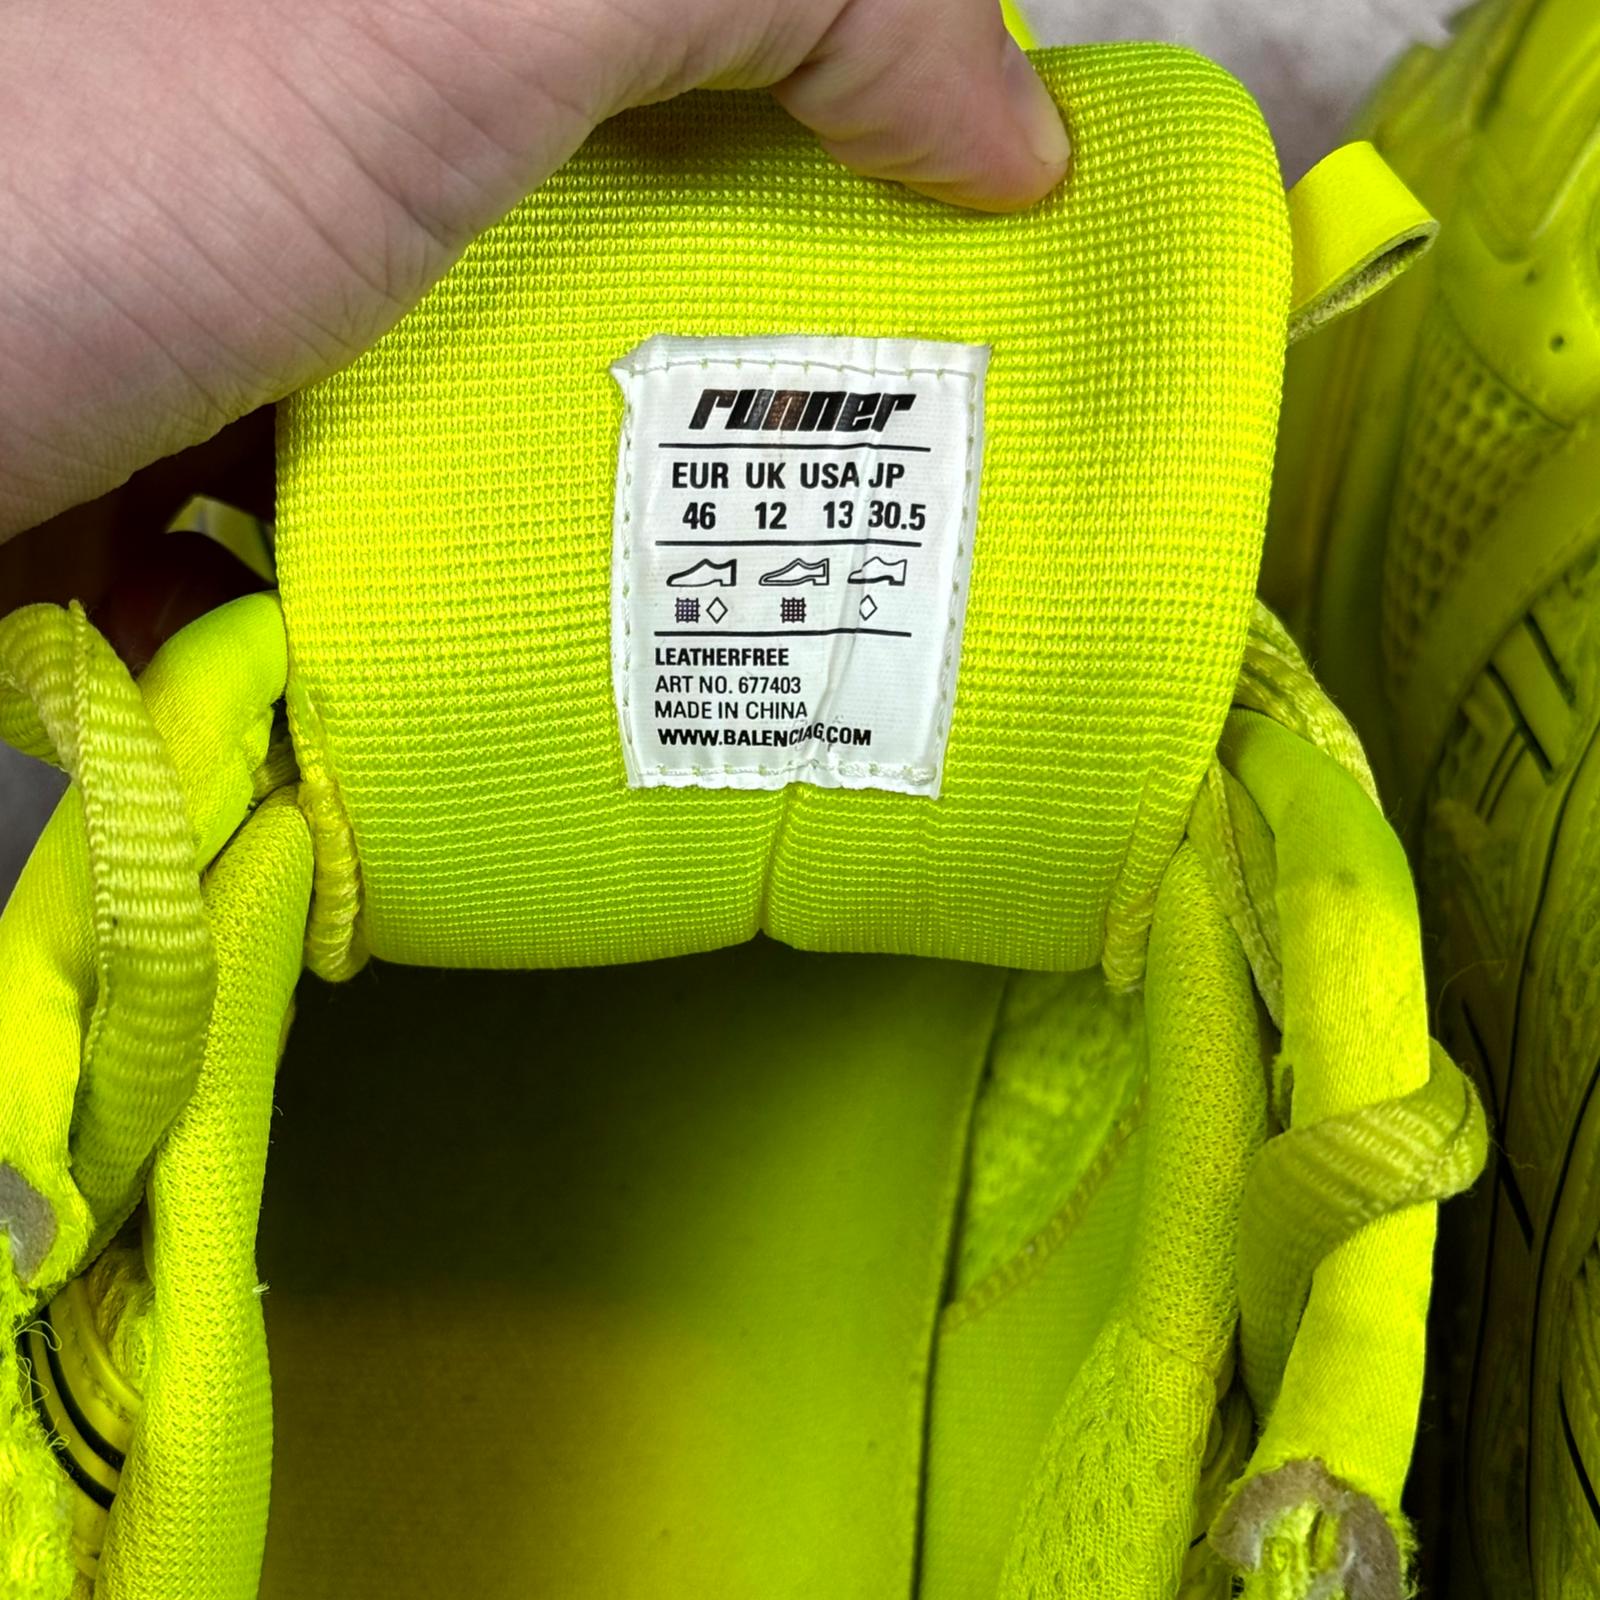 runner
EUR UK USA JP
46 12 13 30.5
LEATHERFREE
ART NO. 677403
MADE IN CHINA
WWW.BALENCIAG.COM